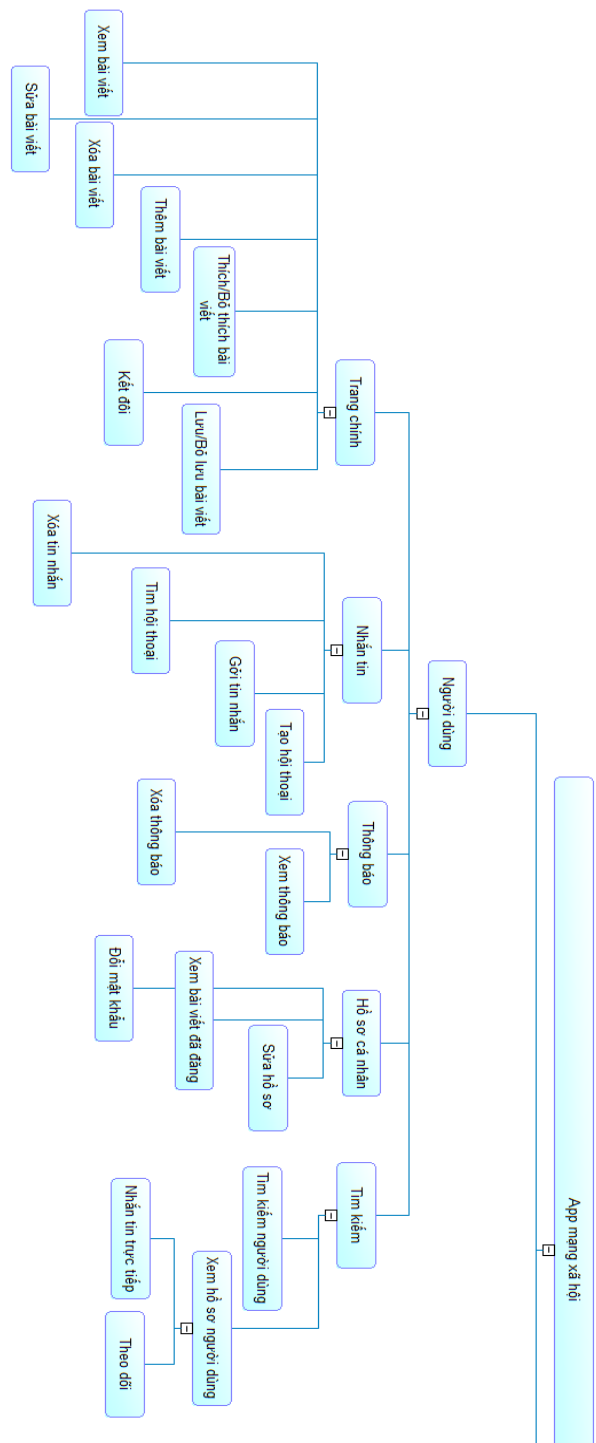 App mạng xã hội
Người dùng
Trang chính
Xem bài viết
Sửa bài viết
Xóa bài viết
Thêm bài viết
Thích/Bỏ thích bài
viết
Kết đôi
Lưu/Bỏ lưu bài viết
Nhắn tin
Xóa tin nhắn
Tìm hội thoại
Gởi tin nhắn
Tạo hội thoại
Thông báo
Xóa thông báo
Xem thông báo
Hồ sơ cá nhân
Đổi mật khẩu
Xem bài viết đã đăng
Sửa hồ sơ
Tìm kiếm
Tìm kiếm người dùng
Xem hồ sơ người dùng
Nhắn tin trực tiếp
Theo dõi